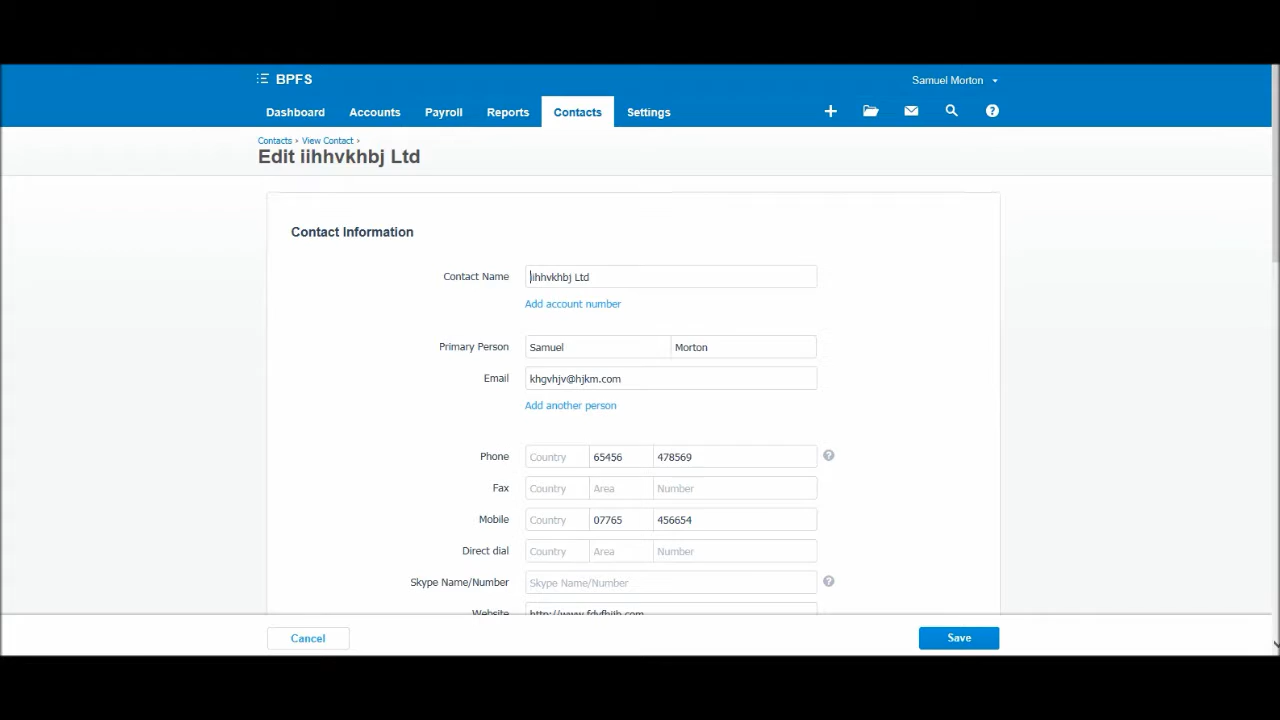 BPFS
Samuel Morton
Dashboard Accounts Payroll Reports Contacts Settings
Contacts › View Contact ›
Edit iihhvkhbj Ltd
Contact Information
Contact Name iihhvkhbj Ltd
Add account number
Primary Person Samuel Morton
Email khgvhjv@hjkm.com
Add another person
Phone Country 65456 478569
Fax Country Area Number
Mobile Country 07765 456654
Direct dial Country Area Number
Skype Name/Number Skype Name/Number
Website
Cancel Save